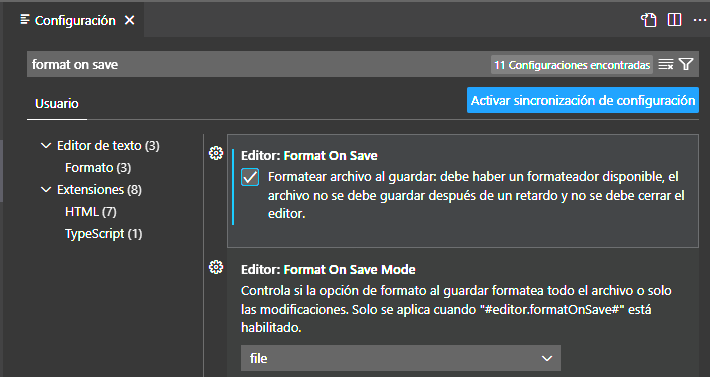 Configuración
format on save
11 Configuraciones encontradas
Usuario
Activar sincronización de configuración
Editor de texto (3)
Formato (3)
Extensiones (8)
HTML (7)
TypeScript (1)
Editor: Format On Save
Formatear archivo al guardar: debe haber un formateador disponible, el
archivo no se debe guardar después de un retardo y no se debe cerrar el
editor.
Editor: Format On Save Mode
Controla si la opción de formato al guardar formatea todo el archivo o solo
las modificaciones. Solo se aplica cuando "#editor.formatOnSave#" está
habilitado.
file